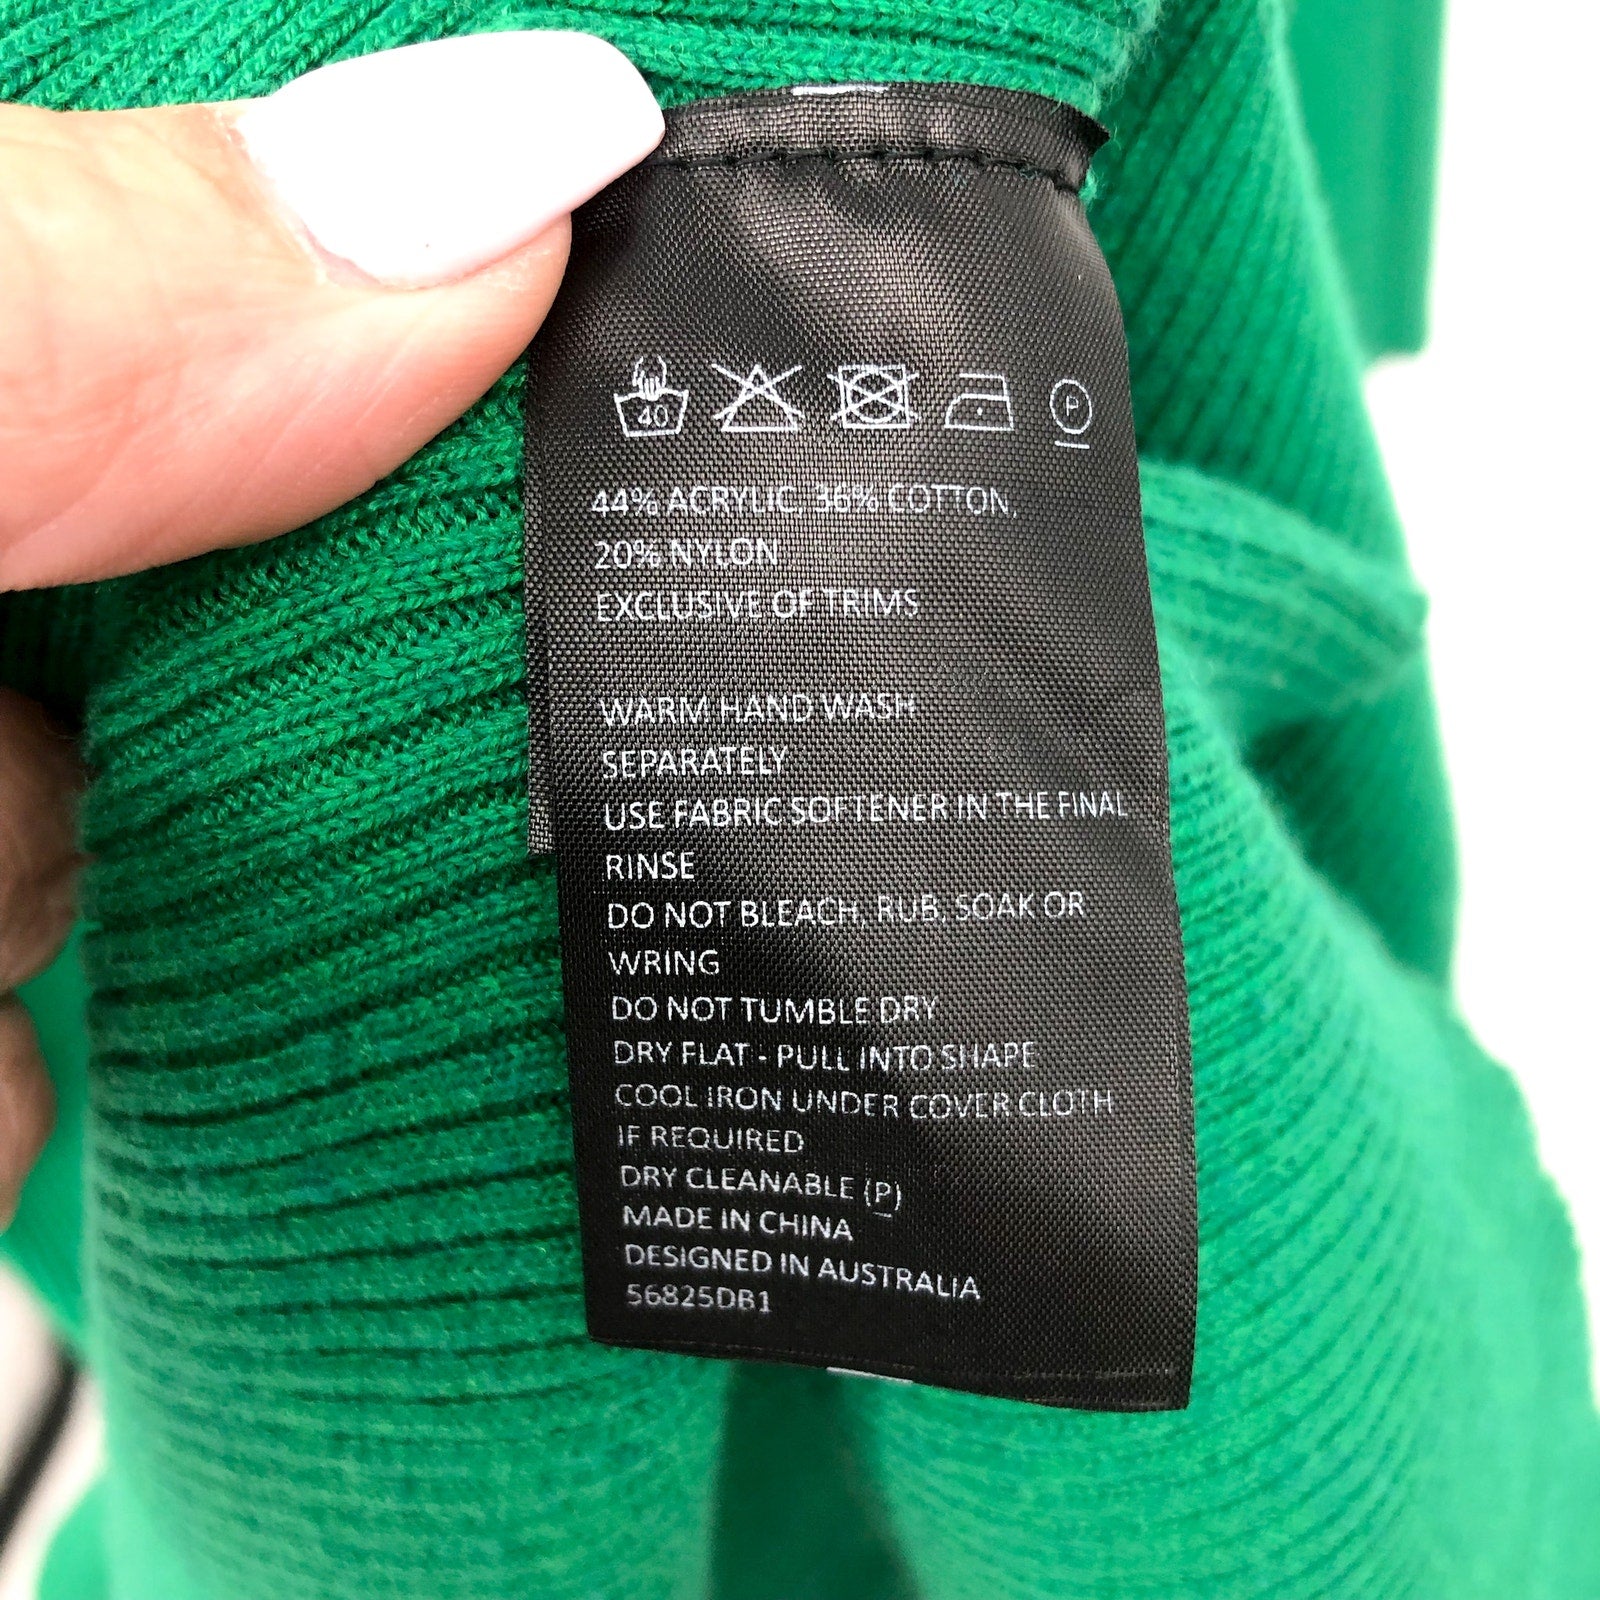 40
P
44% ACRYLIC, 36% COTTON,
20% NYLON
EXCLUSIVE OF TRIMS
WARM HAND WASH
SEPARATELY
USE FABRIC SOFTENER IN THE FINAL
RINSE
DO NOT BLEACH, RUB, SOAK OR
WRING
DO NOT TUMBLE DRY
DRY FLAT - PULL INTO SHAPE
COOL IRON UNDER COVER CLOTH
IF REQUIRED
DRY CLEANABLE (P)
MADE IN CHINA
DESIGNED IN AUSTRALIA
56825DB1